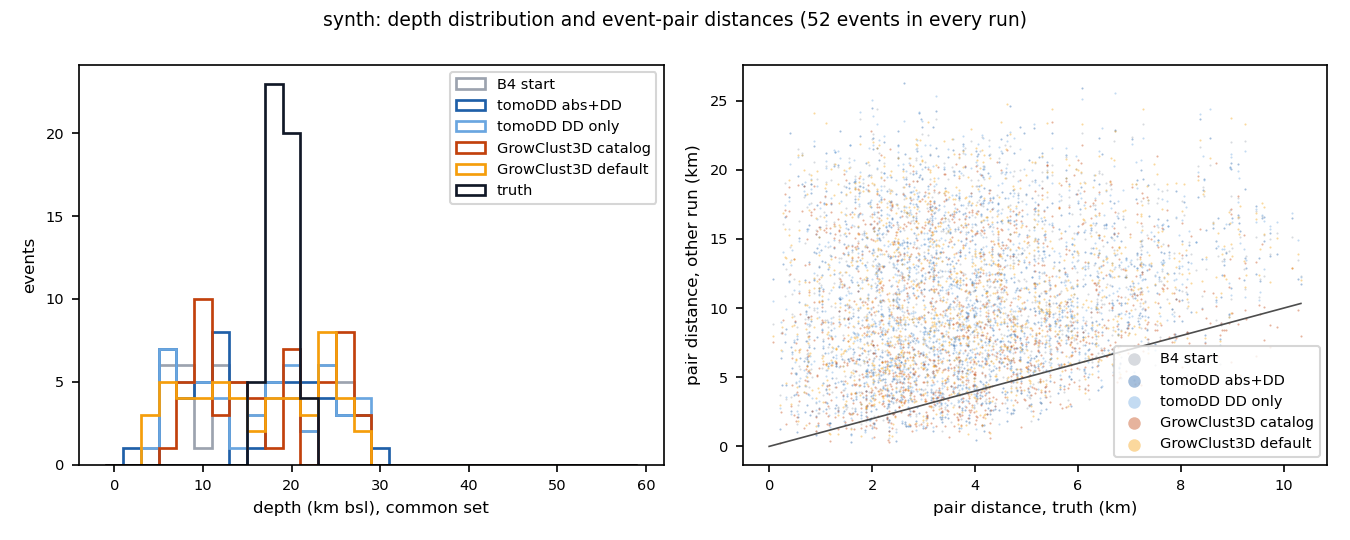 synth: depth distribution and event-pair distances (52 events in every run)
events
20
15
10
5
0
0
10
20
30
40
50
60
depth (km bsl), common set
B4 start
tomoDD abs+DD
tomoDD DD only
GrowClust3D catalog
GrowClust3D default
truth
pair distance, other run (km)
25
20
15
10
5
0
0
2
4
6
8
10
pair distance, truth (km)
B4 start
tomoDD abs+DD
tomoDD DD only
GrowClust3D catalog
GrowClust3D default